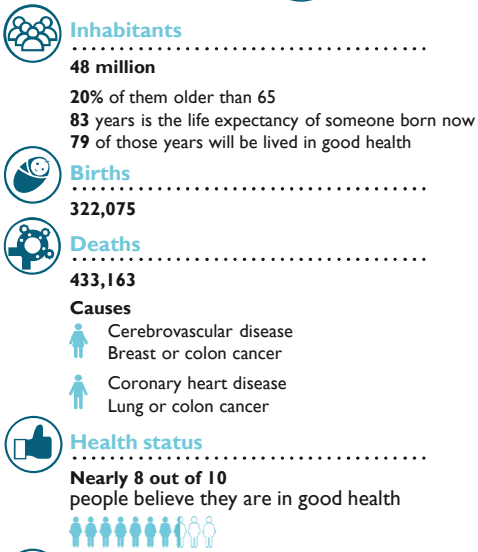 Inhabitants
48 million
20% of them older than 65
83 years is the life expectancy of someone born now
79 of those years will be lived in good health
Births
322,075
Deaths
433,163
Causes
Cerebrovascular disease
Breast or colon cancer
Coronary heart disease
Lung or colon cancer
Health status
Nearly 8 out of 10
people believe they are in good health